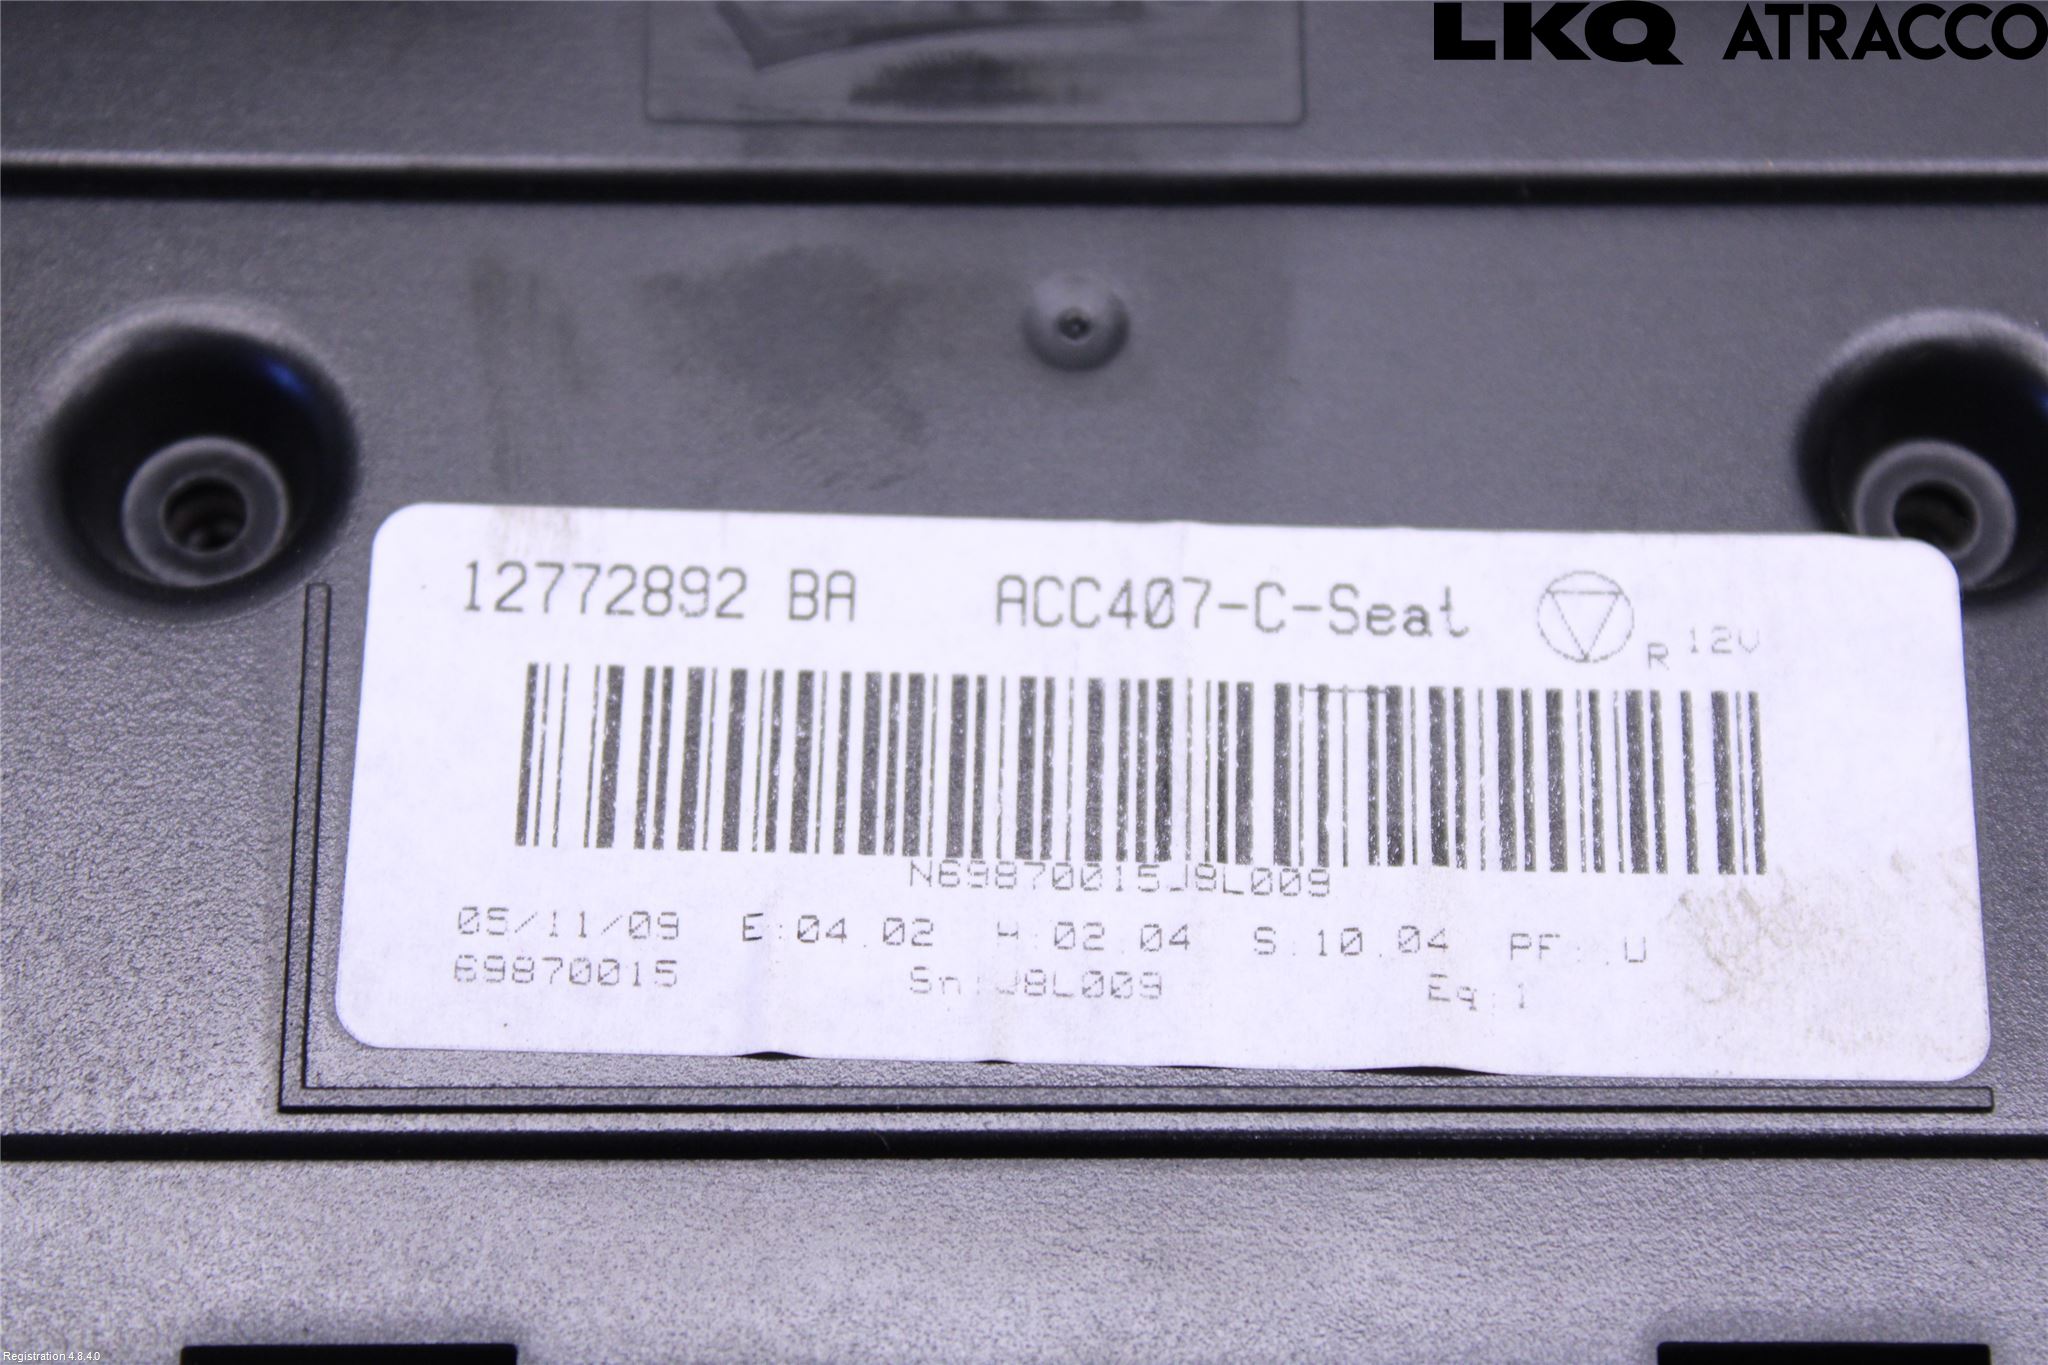 LKQ ATRACCO
12772892 BA ACC407-C-Seat R 12V
N69870015J8L009
05/11/09 E:04.02 H:02.04 S:10.04 PF:.U
69870015 Sn:J8L009 Eq:1
Registration 4.8.4.0